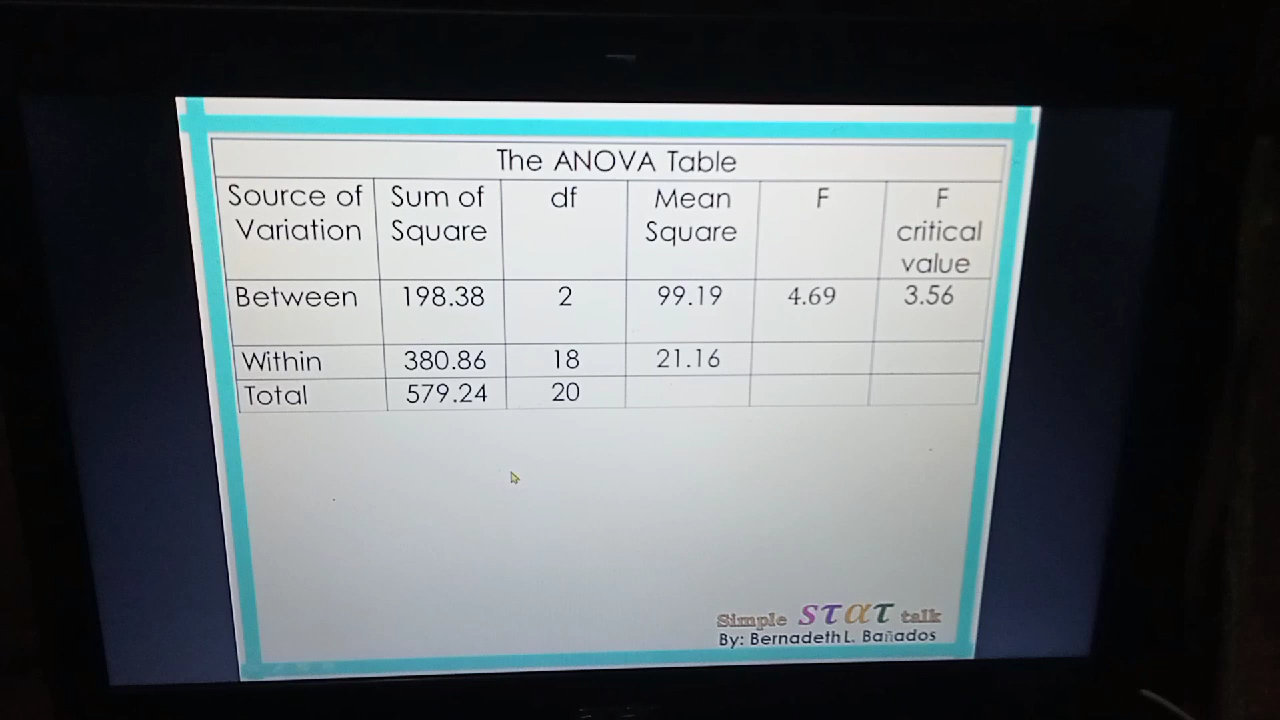 The ANOVA Table
Source of Variation Sum of Square df Mean Square F F critical value
Between 198.38 2 99.19 4.69 3.56
Within 380.86 18 21.16
Total 579.24 20
Simple STαT talk
By: Bernadeth L. Bañados